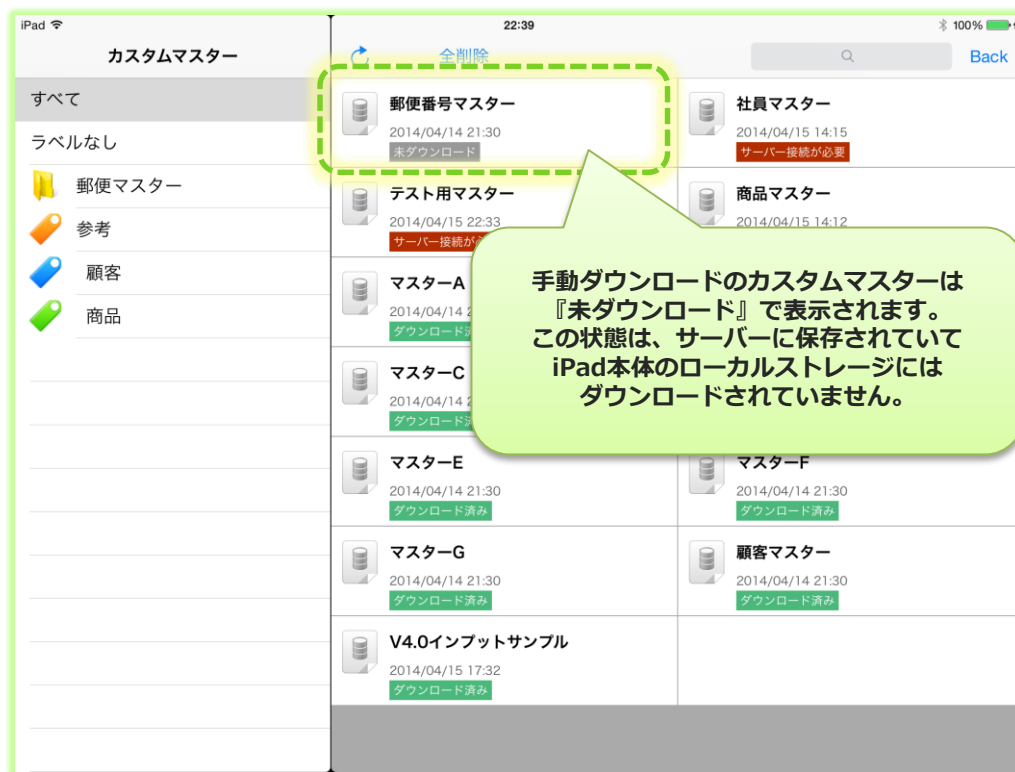 iPad
22:39
100%
カスタムマスター
全削除
Back
すべて
ラベルなし
郵便マスター
参考
顧客
商品
郵便番号マスター
2014/04/14 21:30
未ダウンロード
社員マスター
2014/04/15 14:15
サーバー接続が必要
テスト用マスター
2014/04/15 22:33
サーバー接続が
商品マスター
2014/04/15 14:12
マスターA
2014/04/14
ダウンロード
マスターC
2014/04/14
ダウンロード
手動ダウンロードのカスタムマスターは
『未ダウンロード』で表示されます。
この状態は、サーバーに保存されていて
iPad本体のローカルストレージには
ダウンロードされていません。
マスターE
2014/04/14 21:30
ダウンロード済み
マスターF
2014/04/14 21:30
ダウンロード済み
マスターG
2014/04/14 21:30
ダウンロード済み
顧客マスター
2014/04/14 21:30
ダウンロード済み
V4.0インプットサンプル
2014/04/15 17:32
ダウンロード済み